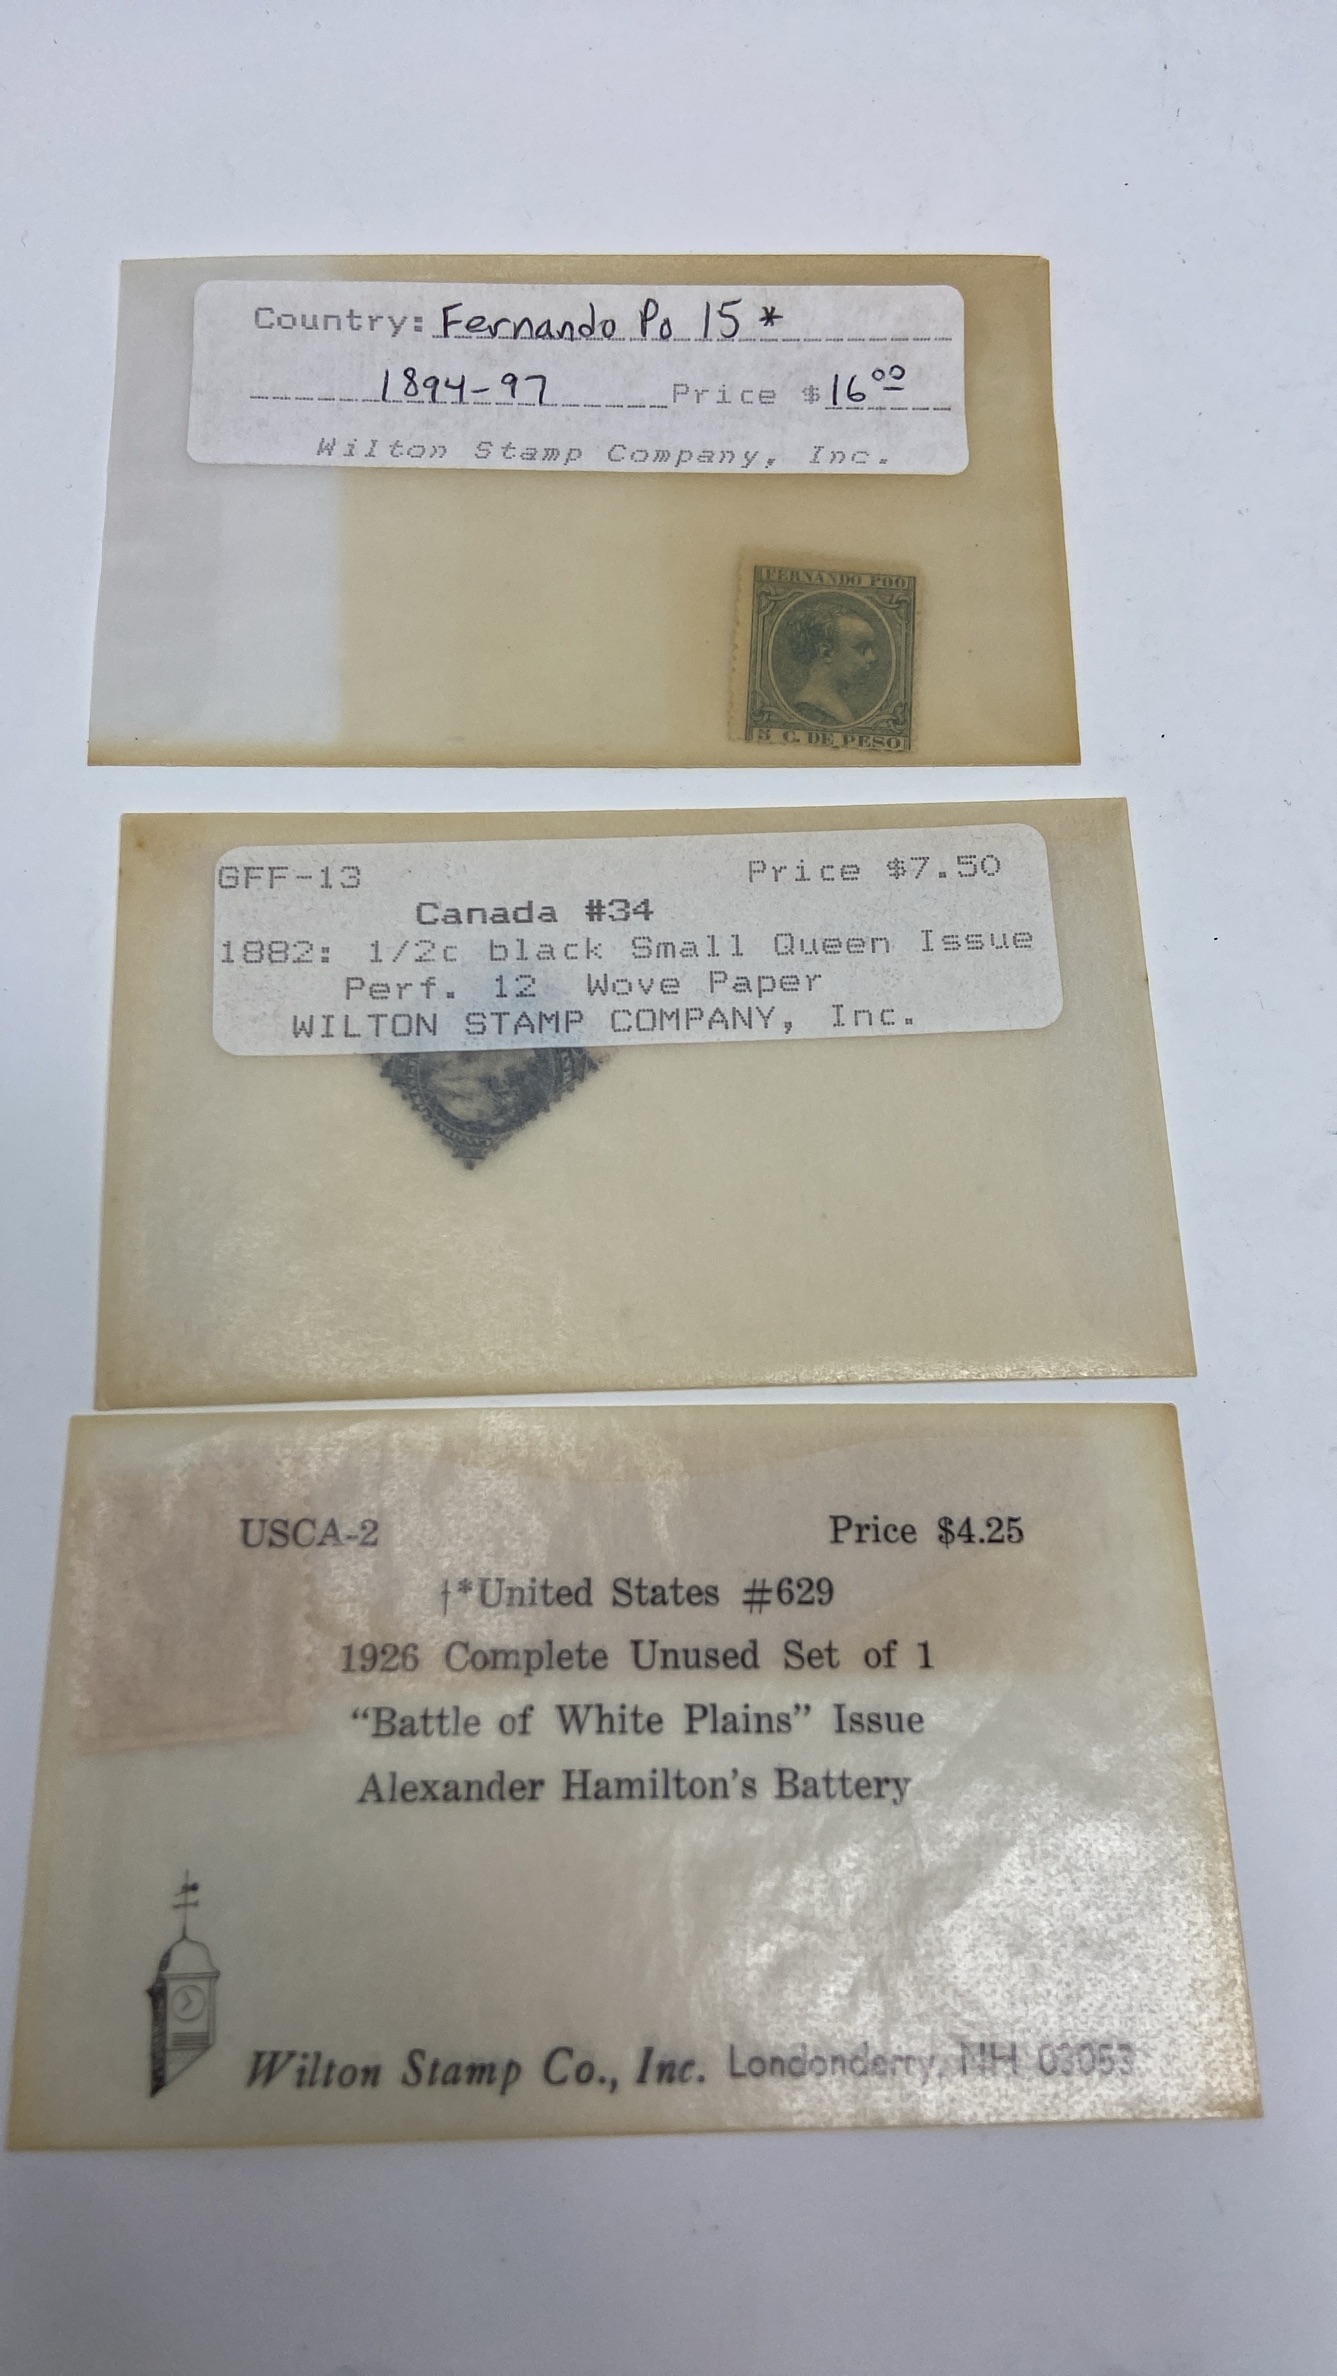 Country: Fernando Po 15 *
1894-97 Price $16.00
Wilton Stamp Company, Inc.
FERNANDO POO
5 C. DE PESO
GFF-13 Price $7.50
Canada #34
1882: 1/2c black Small Queen Issue
Perf. 12 Wove Paper
WILTON STAMP COMPANY, Inc.
USCA-2 Price $4.25
†*United States #629
1926 Complete Unused Set of 1
“Battle of White Plains” Issue
Alexander Hamilton’s Battery
Wilton Stamp Co., Inc. Londonderry, NH 03053